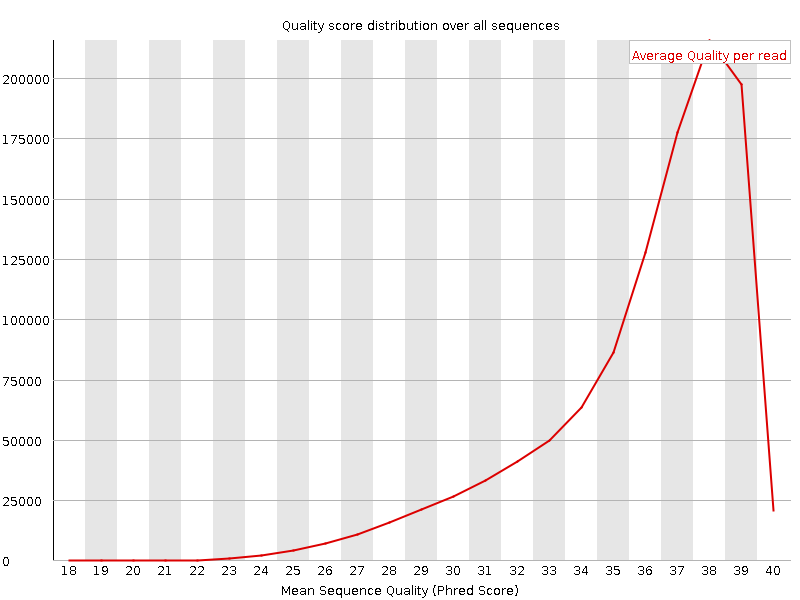 Quality score distribution over all sequences
Average Quality per read
200000
175000
150000
125000
100000
75000
50000
25000
0
18 19 20 21 22 23 24 25 26 27 28 29 30 31 32 33 34 35 36 37 38 39 40
Mean Sequence Quality (Phred Score)